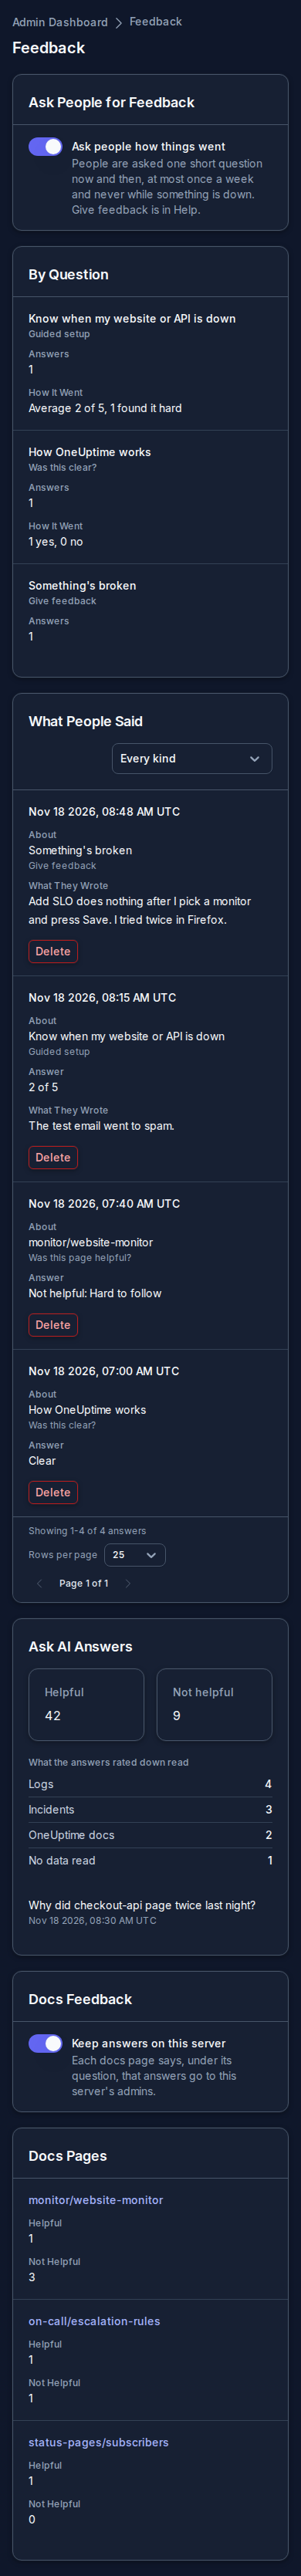 Admin Dashboard > Feedback
Feedback
Ask People for Feedback
Ask people how things went
People are asked one short question
now and then, at most once a week
and never while something is down.
Give feedback is in Help.
By Question
Know when my website or API is down
Guided setup
Answers
1
How It Went
Average 2 of 5, 1 found it hard
How OneUptime works
Was this clear?
Answers
1
How It Went
1 yes, 0 no
Something's broken
Give feedback
Answers
1
What People Said
Every kind
Nov 18 2026, 08:48 AM UTC
About
Something's broken
Give feedback
What They Wrote
Add SLO does nothing after I pick a monitor
and press Save. I tried twice in Firefox.
Delete
Nov 18 2026, 08:15 AM UTC
About
Know when my website or API is down
Guided setup
Answer
2 of 5
What They Wrote
The test email went to spam.
Delete
Nov 18 2026, 07:40 AM UTC
About
monitor/website-monitor
Was this page helpful?
Answer
Not helpful: Hard to follow
Delete
Nov 18 2026, 07:00 AM UTC
About
How OneUptime works
Was this clear?
Answer
Clear
Delete
Showing 1-4 of 4 answers
Rows per page 25
Page 1 of 1
Ask AI Answers
Helpful
42
Not helpful
9
What the answers rated down read
Logs 4
Incidents 3
OneUptime docs 2
No data read 1
Why did checkout-api page twice last night?
Nov 18 2026, 08:30 AM UTC
Docs Feedback
Keep answers on this server
Each docs page says, under its
question, that answers go to this
server's admins.
Docs Pages
monitor/website-monitor
Helpful
1
Not Helpful
3
on-call/escalation-rules
Helpful
1
Not Helpful
1
status-pages/subscribers
Helpful
1
Not Helpful
0